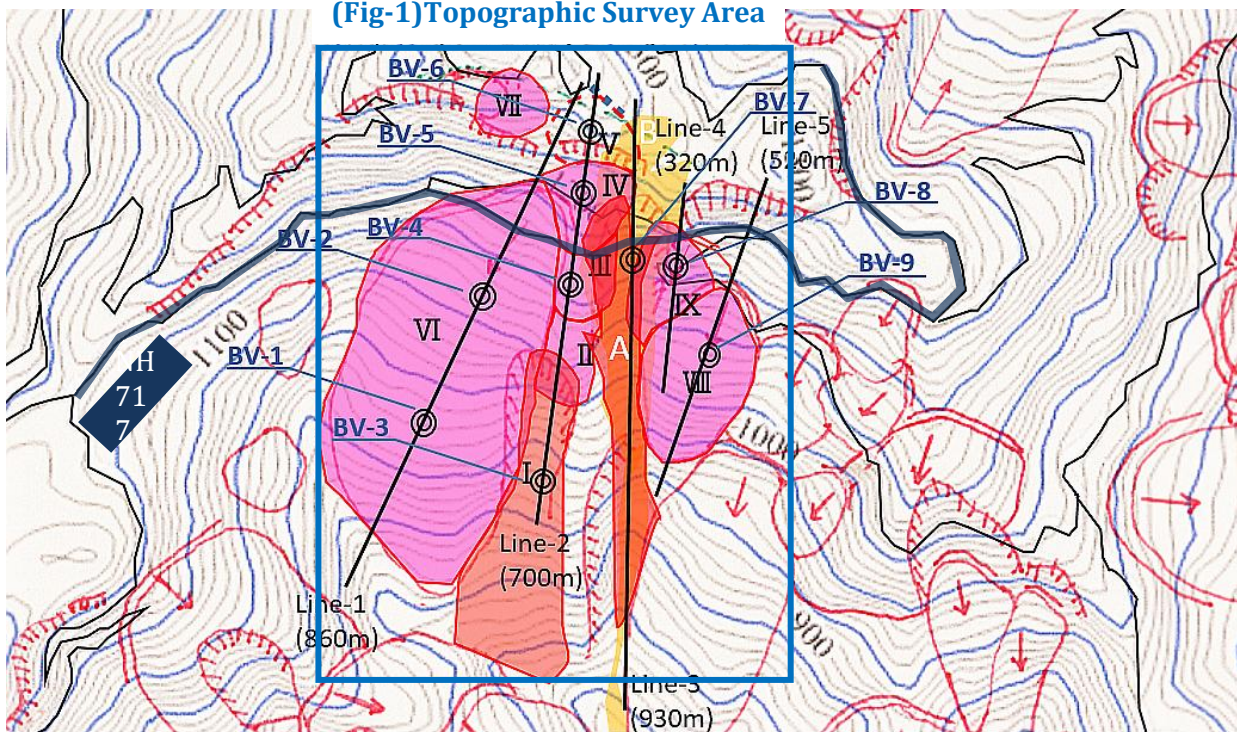 (Fig-1)Topographic Survey Area
BV-6
VII
BV-7
BV-5
V
B
Line-4
(320m)
Line-5
(520m)
IV
BV-8
BV-2
BV-4
III
BV-9
IX
1100
VI
II
A
BV-1
VIII
NH
71
7
BV-3
1000
I
Line-2
(700m)
Line-1
(860m)
900
Line-3
(930m)